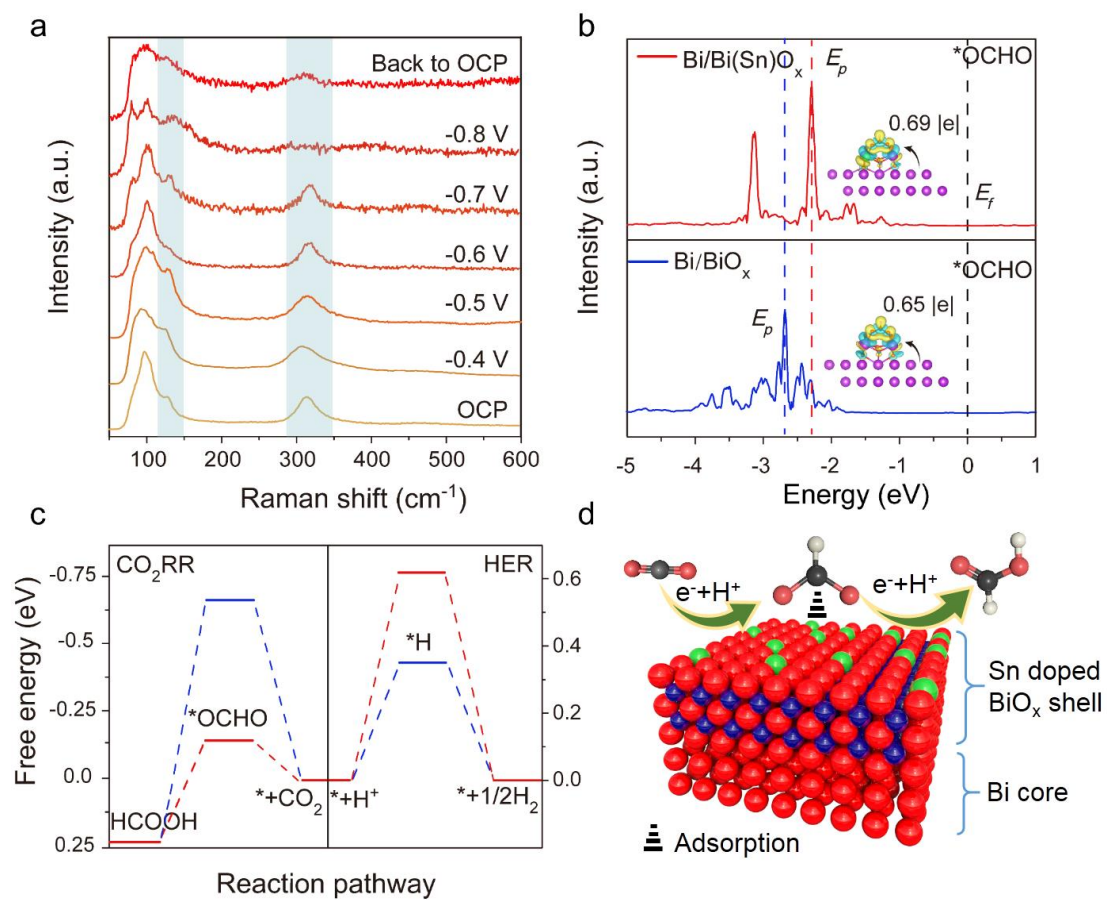 a
Back to OCP
-0.8 V
-0.7 V
-0.6 V
-0.5 V
-0.4 V
OCP
Intensity (a.u.)
100 200 300 400 500 600
Raman shift (cm⁻¹)
b
Bi/Bi(Sn)Oₓ
Eₚ
*OCHO
0.69 |e|
E_f
Bi/BiOₓ
*OCHO
Eₚ
0.65 |e|
Intensity (a.u.)
Intensity (a.u.)
-5 -4 -3 -2 -1 0 1
Energy (eV)
c
CO₂RR
HER
-0.75
-0.5
-0.25
0.0
0.25
Free energy (eV)
0.6
0.4
0.2
0.0
*H
*OCHO
*+CO₂
*+H⁺
*+1/2H₂
HCOOH
Reaction pathway
d
e⁻+H⁺
e⁻+H⁺
Sn doped
BiOₓ shell
Bi core
Adsorption